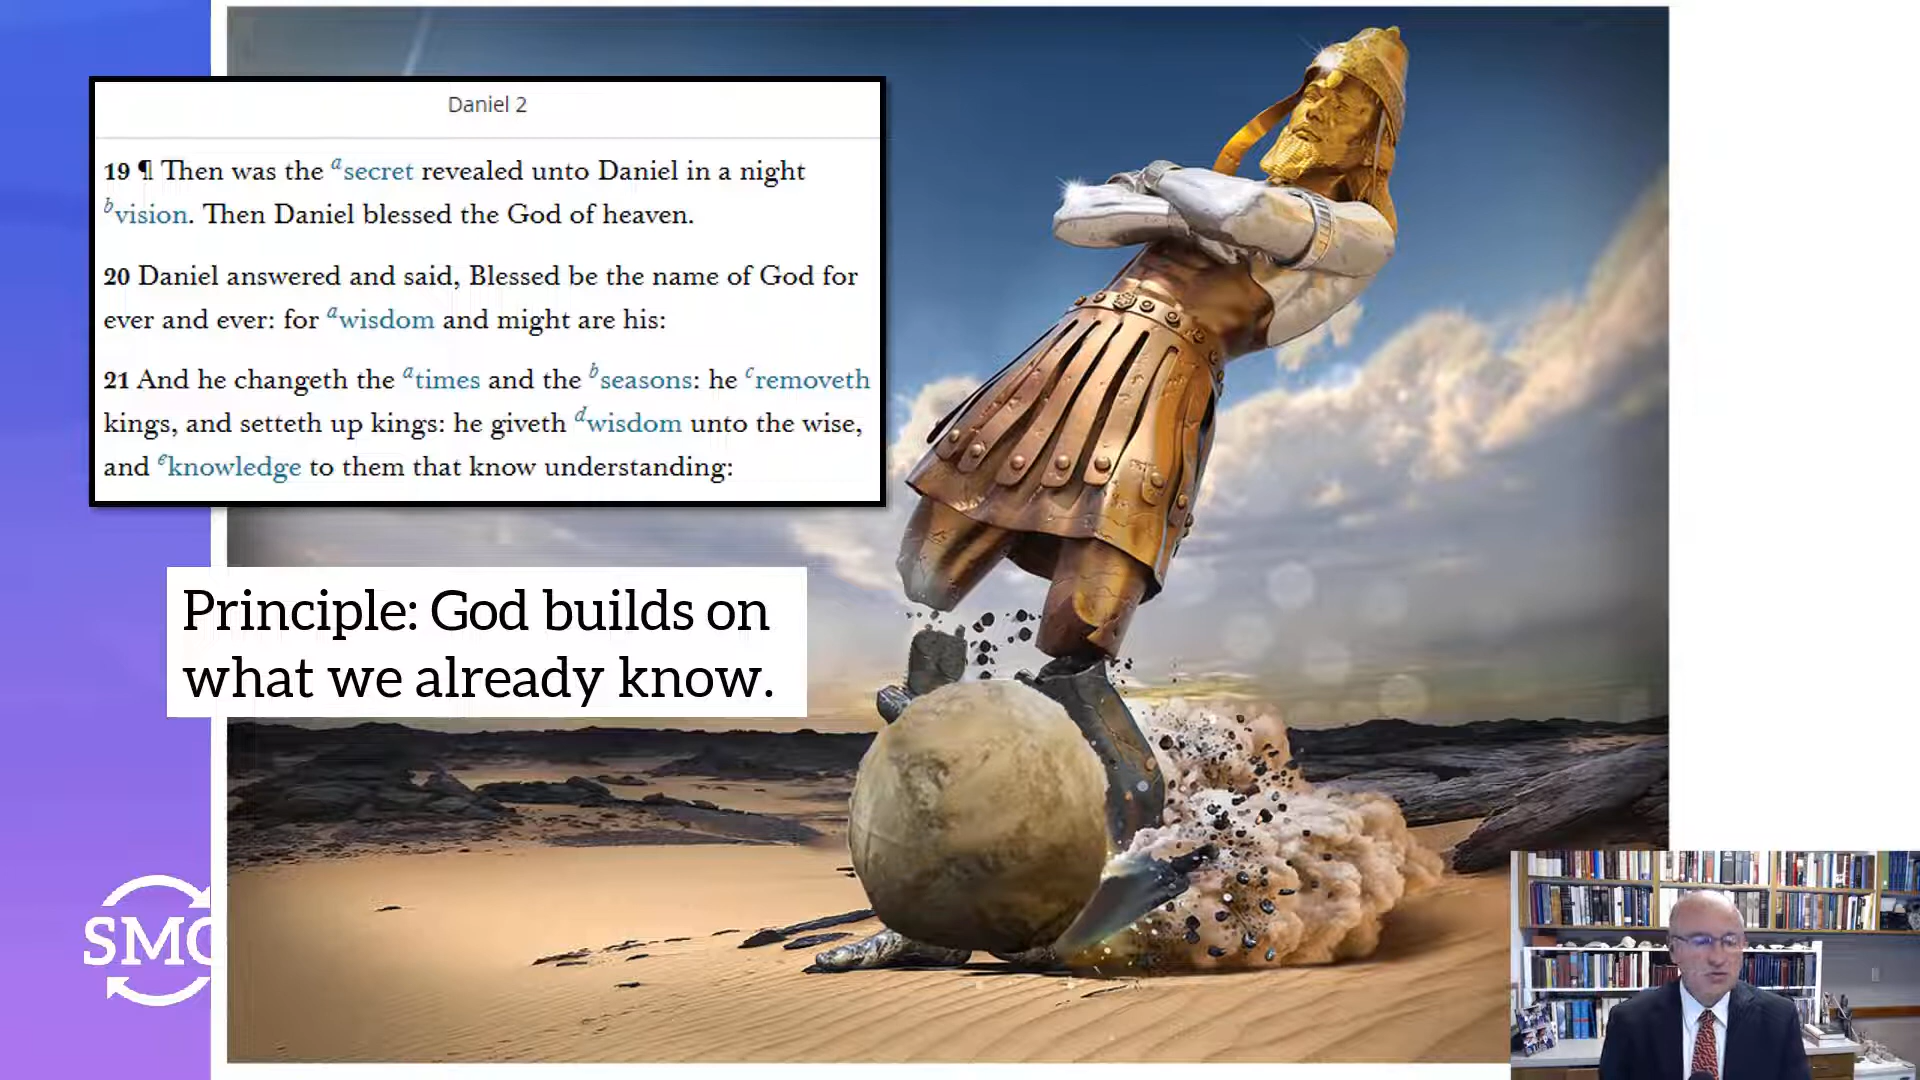 Daniel 2
19 ¶ Then was the ᵃsecret revealed unto Daniel in a night
ᵇvision. Then Daniel blessed the God of heaven.
20 Daniel answered and said, Blessed be the name of God for
ever and ever: for ᵃwisdom and might are his:
21 And he changeth the ᵃtimes and the ᵇseasons: he ᶜremoveth
kings, and setteth up kings: he giveth ᵈwisdom unto the wise,
and ᵉknowledge to them that know understanding:
Principle: God builds on
what we already know.
SMC